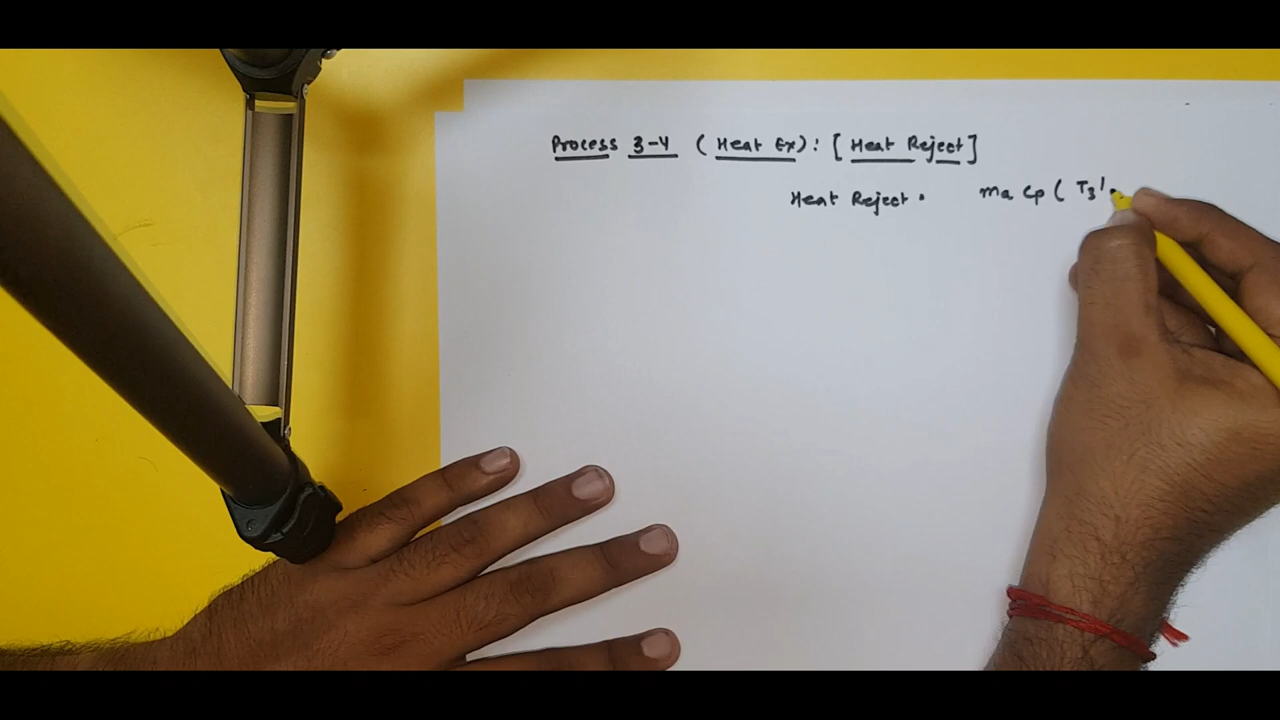 Process 3-4 (Heat Ex): [Heat Reject]
Heat Reject = ma Cp ( T3'